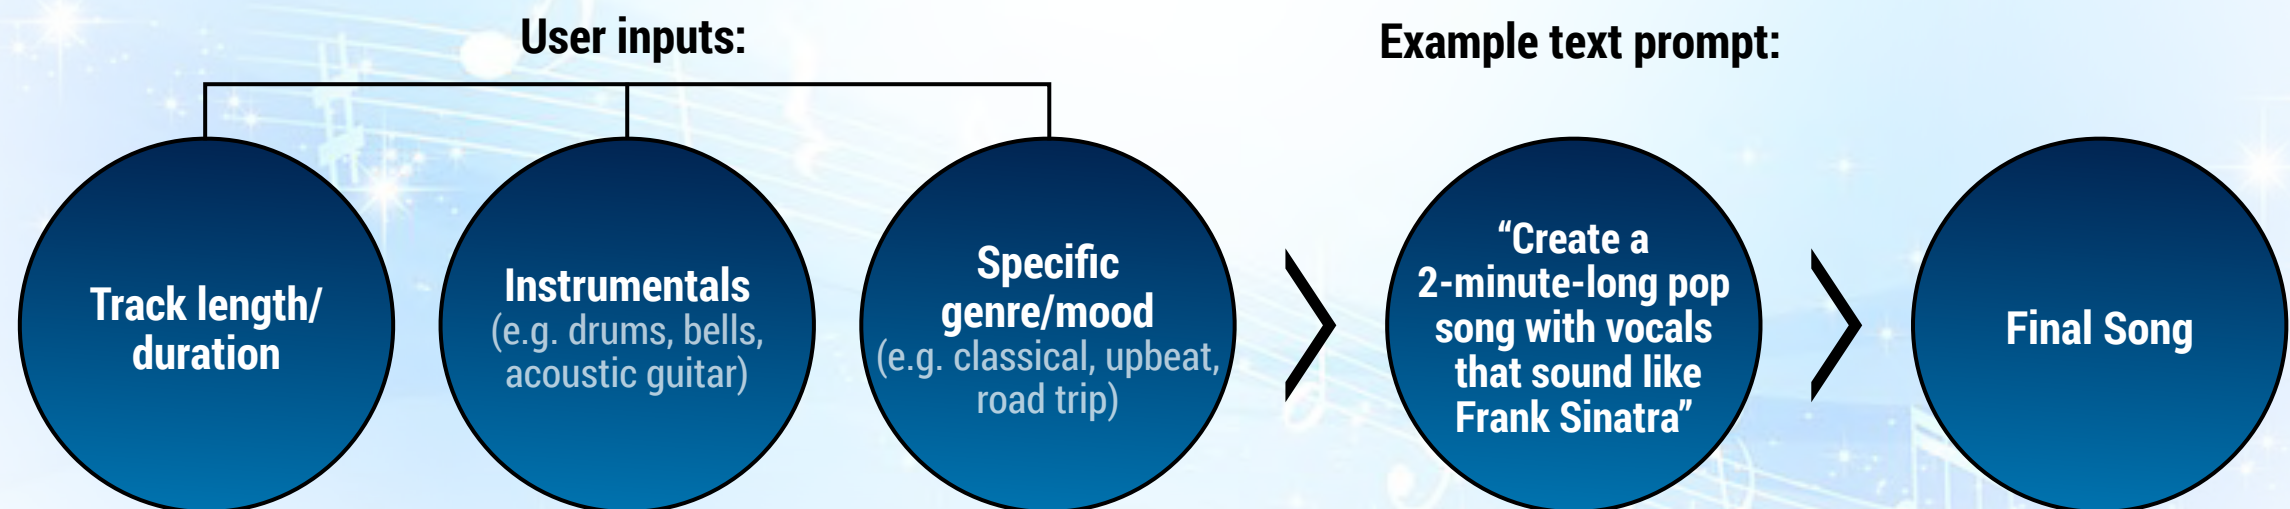 User inputs:
Example text prompt:
Track length/
duration
Instrumentals
(e.g. drums, bells,
acoustic guitar)
Specific
genre/mood
(e.g. classical, upbeat,
road trip)
“Create a
2-minute-long pop
song with vocals
that sound like
Frank Sinatra”
Final Song